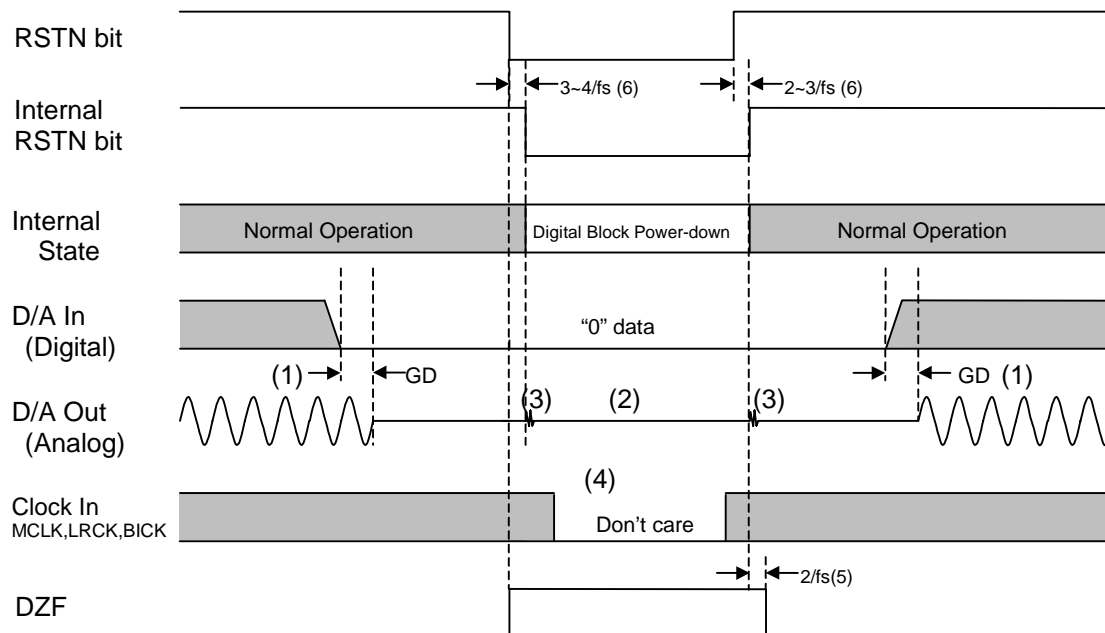 RSTN bit
3~4/fs (6)
2~3/fs (6)
Internal
RSTN bit
Internal
State
Normal Operation
Digital Block Power-down
Normal Operation
D/A In
(Digital)
“0” data
(1)
GD
GD
(1)
D/A Out
(Analog)
(3)
(2)
(3)
(4)
Clock In
MCLK,LRCK,BICK
Don’t care
2/fs(5)
DZF